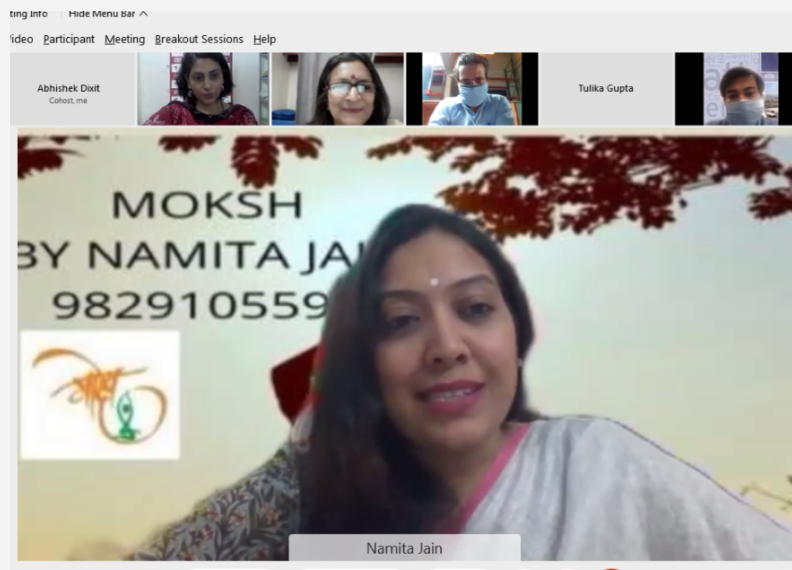 ting Info Hide Menu Bar
ideo Participant Meeting Breakout Sessions Help
Abhishek Dixit
Cohost, me
Tulika Gupta
MOKSH
BY NAMITA JAI
982910559
मोक्ष
Namita Jain